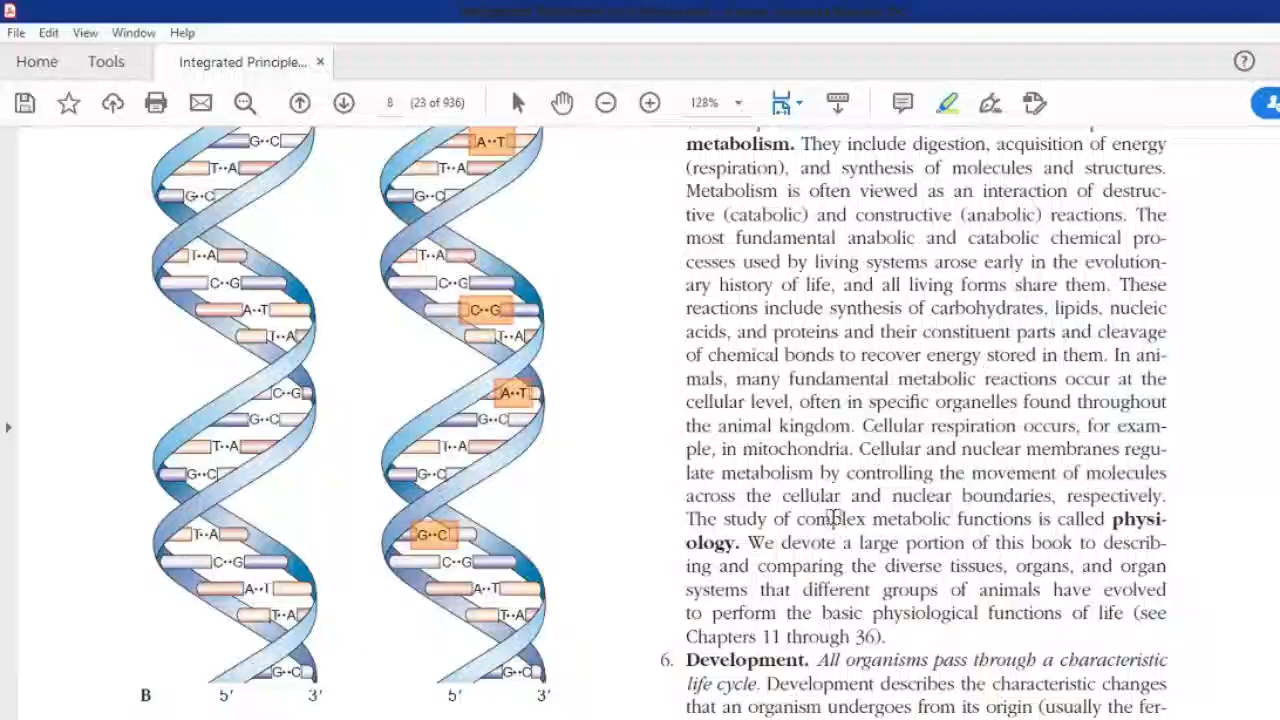 File Edit View Window Help
Home Tools Integrated Principle... ×
8 (23 of 936) 128%
G··C A··T
T··A T··A
G··C G··C
T··A T··A
C··G C··G
A··T C··G
T··A T··A
C··G A··T
G··C G··C
T··A T··A
G··C G··C
T··A G··C
C··G C··G
A··T A··T
T··A T··A
G··C G··C
B 5′ 3′ 5′ 3′
metabolism. They include digestion, acquisition of energy
(respiration), and synthesis of molecules and structures.
Metabolism is often viewed as an interaction of destruc-
tive (catabolic) and constructive (anabolic) reactions. The
most fundamental anabolic and catabolic chemical pro-
cesses used by living systems arose early in the evolution-
ary history of life, and all living forms share them. These
reactions include synthesis of carbohydrates, lipids, nucleic
acids, and proteins and their constituent parts and cleavage
of chemical bonds to recover energy stored in them. In ani-
mals, many fundamental metabolic reactions occur at the
cellular level, often in specific organelles found throughout
the animal kingdom. Cellular respiration occurs, for exam-
ple, in mitochondria. Cellular and nuclear membranes regu-
late metabolism by controlling the movement of molecules
across the cellular and nuclear boundaries, respectively.
The study of complex metabolic functions is called physi-
ology. We devote a large portion of this book to describ-
ing and comparing the diverse tissues, organs, and organ
systems that different groups of animals have evolved
to perform the basic physiological functions of life (see
Chapters 11 through 36).
6. Development. All organisms pass through a characteristic
life cycle. Development describes the characteristic changes
that an organism undergoes from its origin (usually the fer-